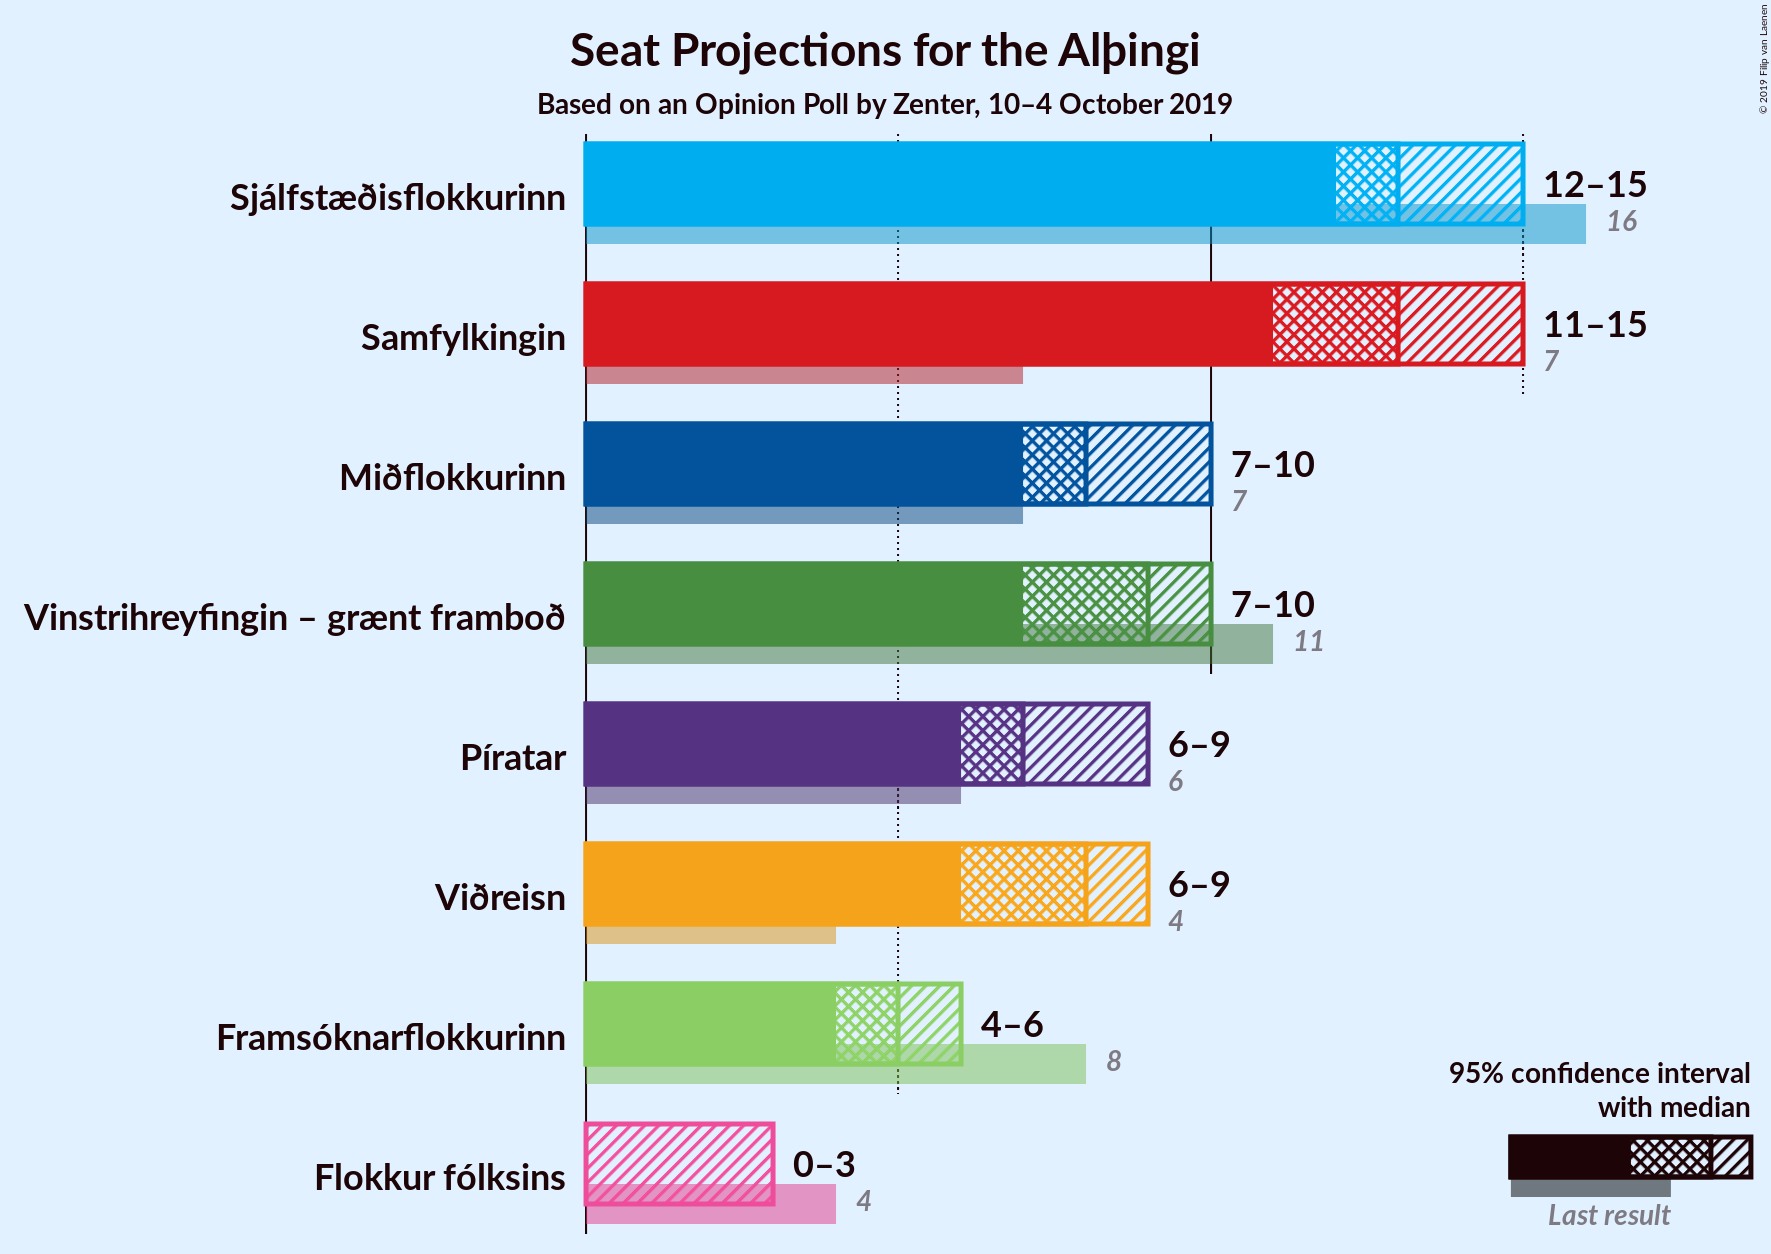 Seat Projections for the Alþingi
Based on an Opinion Poll by Zenter, 10–4 October 2019
© 2019 Filip van Laenen
Sjálfstæðisflokkurinn
12–15
16
Samfylkingin
11–15
7
Miðflokkurinn
7–10
7
Vinstrihreyfingin – grænt framboð
7–10
11
Píratar
6–9
6
Viðreisn
6–9
4
Framsóknarflokkurinn
4–6
8
Flokkur fólksins
0–3
4
95% confidence interval
with median
Last result